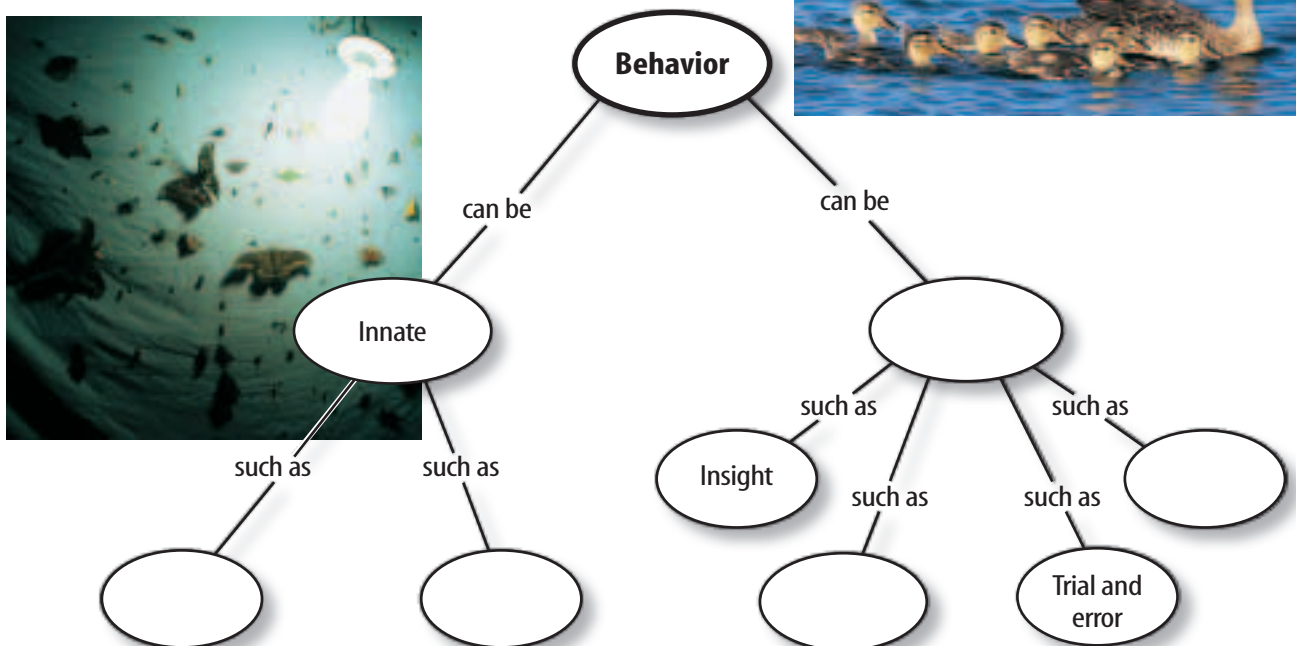 Behavior
can be
can be
Innate
such as
such as
such as
such as
Insight
such as
such as
Trial and
error